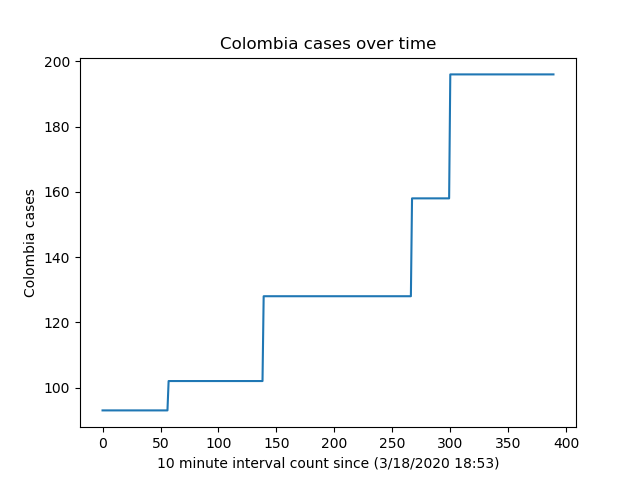 Colombia cases over time
200
180
160
140
120
100
Colombia cases
0 50 100 150 200 250 300 350 400
10 minute interval count since (3/18/2020 18:53)